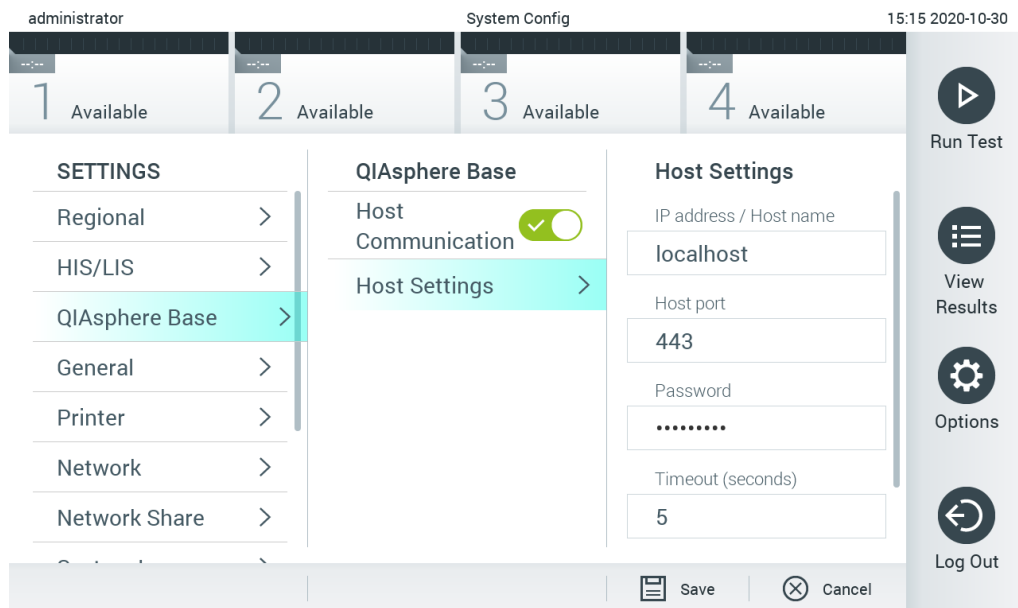 administrator
System Config
15:15 2020-10-30
--:--
--:--
--:--
--:--
1 Available
2 Available
3 Available
4 Available
Run Test
View
Results
Options
Log Out
SETTINGS
Regional
HIS/LIS
QIAsphere Base
General
Printer
Network
Network Share
QIAsphere Base
Host
Communication
Host Settings
Host Settings
IP address / Host name
localhost
Host port
443
Password
•••••••••
Timeout (seconds)
5
Save
Cancel